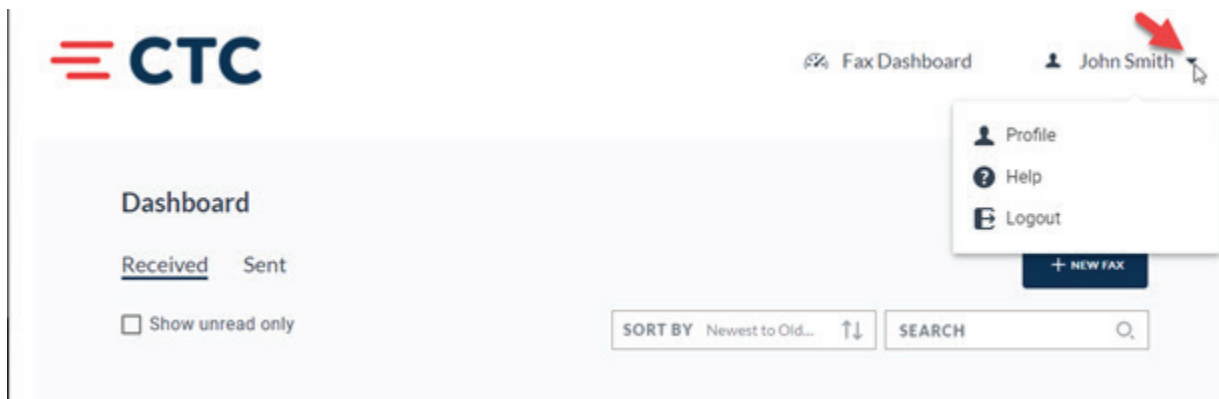 CTC
Fax Dashboard
John Smith
Profile
Help
Logout
Dashboard
Received Sent
+ NEW FAX
Show unread only
SORT BY Newest to Old...
SEARCH